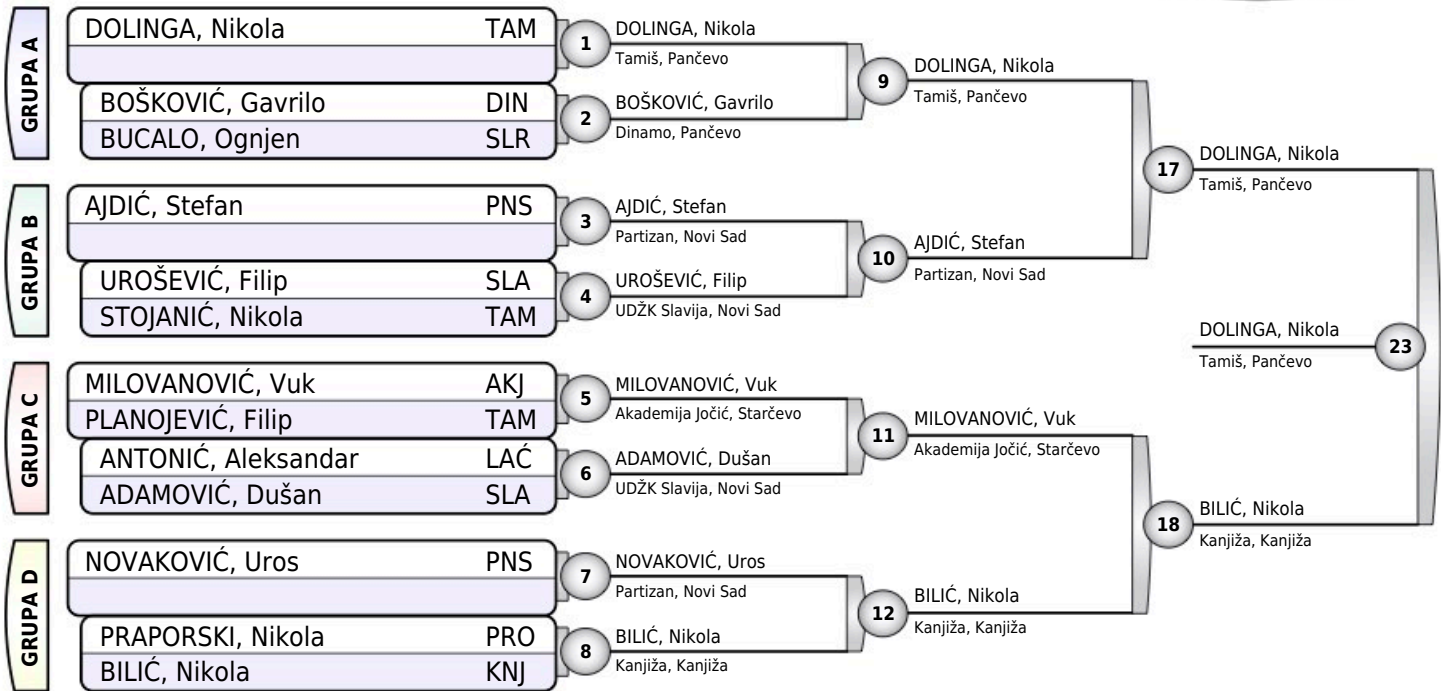 GRUPA A
DOLINGA, Nikola TAM
BOŠKOVIĆ, Gavrilo DIN
BUCALO, Ognjen SLR
GRUPA B
AJDIĆ, Stefan PNS
UROŠEVIĆ, Filip SLA
STOJANIĆ, Nikola TAM
GRUPA C
MILOVANOVIĆ, Vuk AKJ
PLANOJEVIĆ, Filip TAM
ANTONIĆ, Aleksandar LAĆ
ADAMOVIĆ, Dušan SLA
GRUPA D
NOVAKOVIĆ, Uros PNS
PRAPORSKI, Nikola PRO
BILIĆ, Nikola KNJ
1
DOLINGA, Nikola
Tamiš, Pančevo
2
BOŠKOVIĆ, Gavrilo
Dinamo, Pančevo
3
AJDIĆ, Stefan
Partizan, Novi Sad
4
UROŠEVIĆ, Filip
UDŽK Slavija, Novi Sad
5
MILOVANOVIĆ, Vuk
Akademija Jočić, Starčevo
6
ADAMOVIĆ, Dušan
UDŽK Slavija, Novi Sad
7
NOVAKOVIĆ, Uros
Partizan, Novi Sad
8
BILIĆ, Nikola
Kanjiža, Kanjiža
9
DOLINGA, Nikola
Tamiš, Pančevo
10
AJDIĆ, Stefan
Partizan, Novi Sad
11
MILOVANOVIĆ, Vuk
Akademija Jočić, Starčevo
12
BILIĆ, Nikola
Kanjiža, Kanjiža
17
DOLINGA, Nikola
Tamiš, Pančevo
18
BILIĆ, Nikola
Kanjiža, Kanjiža
DOLINGA, Nikola
Tamiš, Pančevo
23